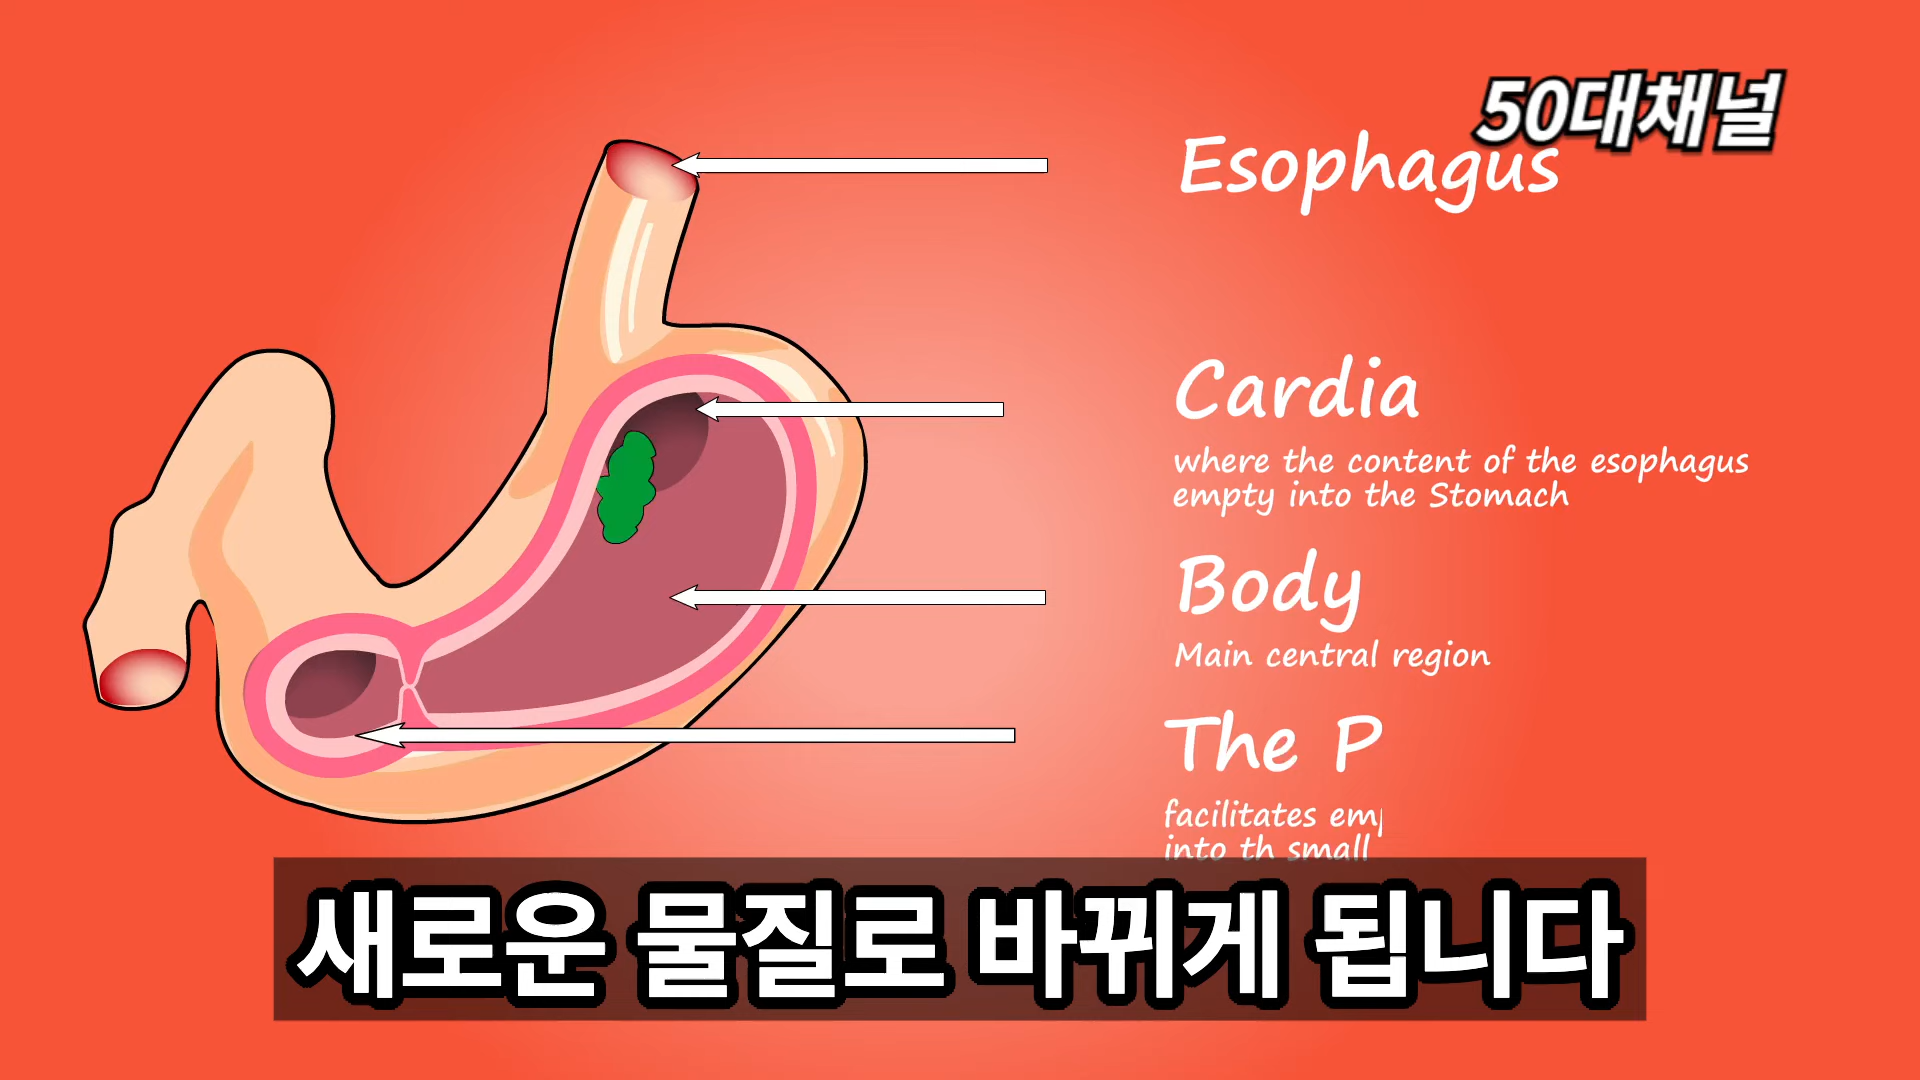 50대채널
Esophagus
Cardia
where the content of the esophagus
empty into the Stomach
Body
Main central region
The P
facilitates em
into th small
새로운 물질로 바뀌게 됩니다